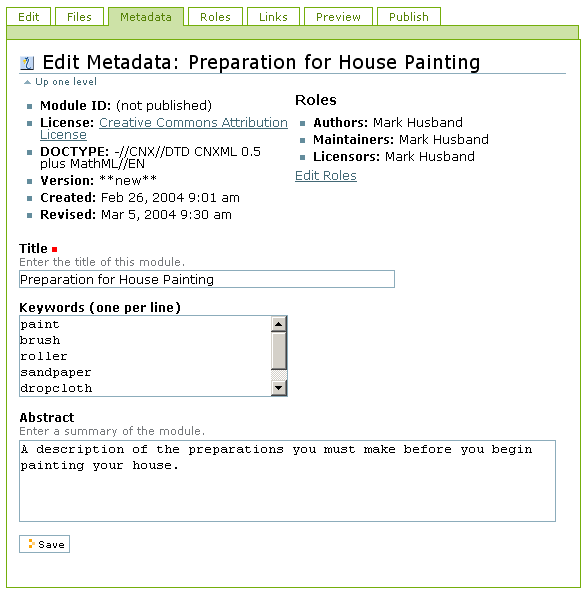 Edit Files Metadata Roles Links Preview Publish
Edit Metadata: Preparation for House Painting
Up one level
Module ID: (not published)
License: Creative Commons Attribution
License
DOCTYPE: -//CNX//DTD CNXML 0.5
plus MathML//EN
Version: **new**
Created: Feb 26, 2004 9:01 am
Revised: Mar 5, 2004 9:30 am
Roles
Authors: Mark Husband
Maintainers: Mark Husband
Licensors: Mark Husband
Edit Roles
Title
Enter the title of this module.
Preparation for House Painting
Keywords (one per line)
paint
brush
roller
sandpaper
dropcloth
Abstract
Enter a summary of the module.
A description of the preparations you must make before you begin
painting your house.
Save